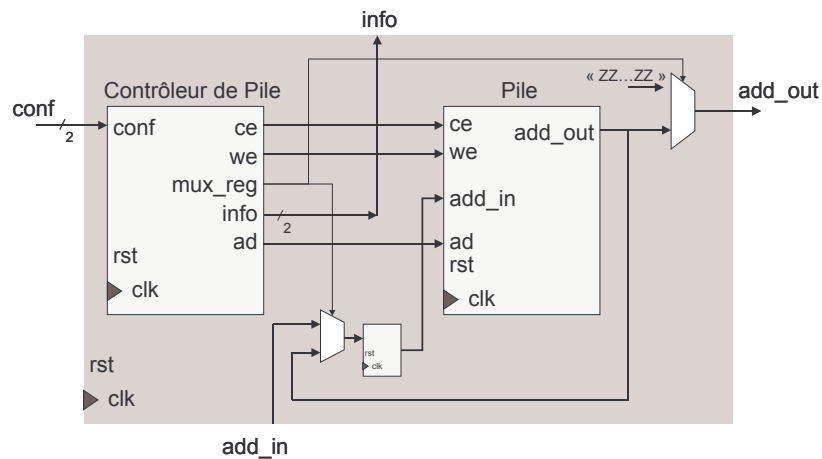 info
« ZZ...ZZ »
Contrôleur de Pile
Pile
add_out
conf
2
conf
ce
we
mux_reg
info
2
ad
rst
clk
ce
we
add_in
ad
rst
clk
add_out
rst
clk
rst
clk
add_in